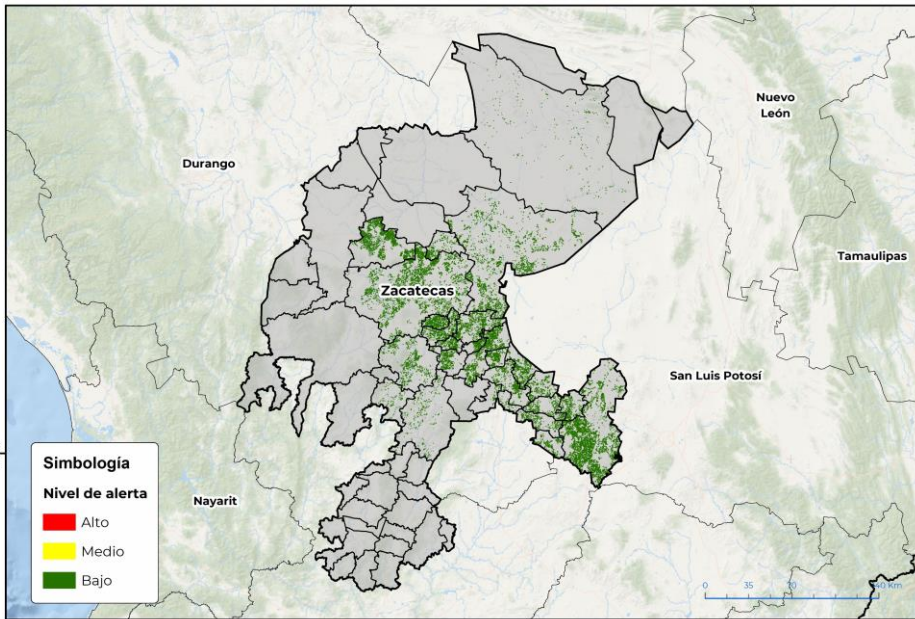 Nuevo
León
Durango
Tamaulipas
Zacatecas
San Luis Potosí
Simbología
Nivel de alerta
Alto
Medio
Bajo
Nayarit
0 35 70 140 Km